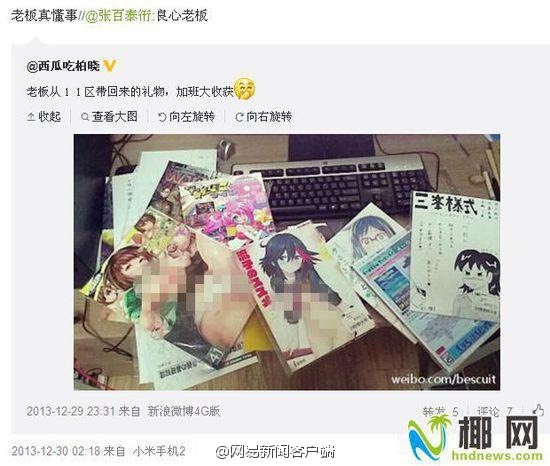 老板真懂事//@张百泰衎:良心老板
@西瓜吃柏晓
老板从１１区带回来的礼物，加班大收获
收起 查看大图 向左旋转 向右旋转
三峯様式
weibo.com/bescuit
2013-12-29 23:31 来自 新浪微博4G版
转发 5 评论 7
2013-12-30 02:18 来自 小米手机2
@网易新闻客户端
椰网
hndnews.com